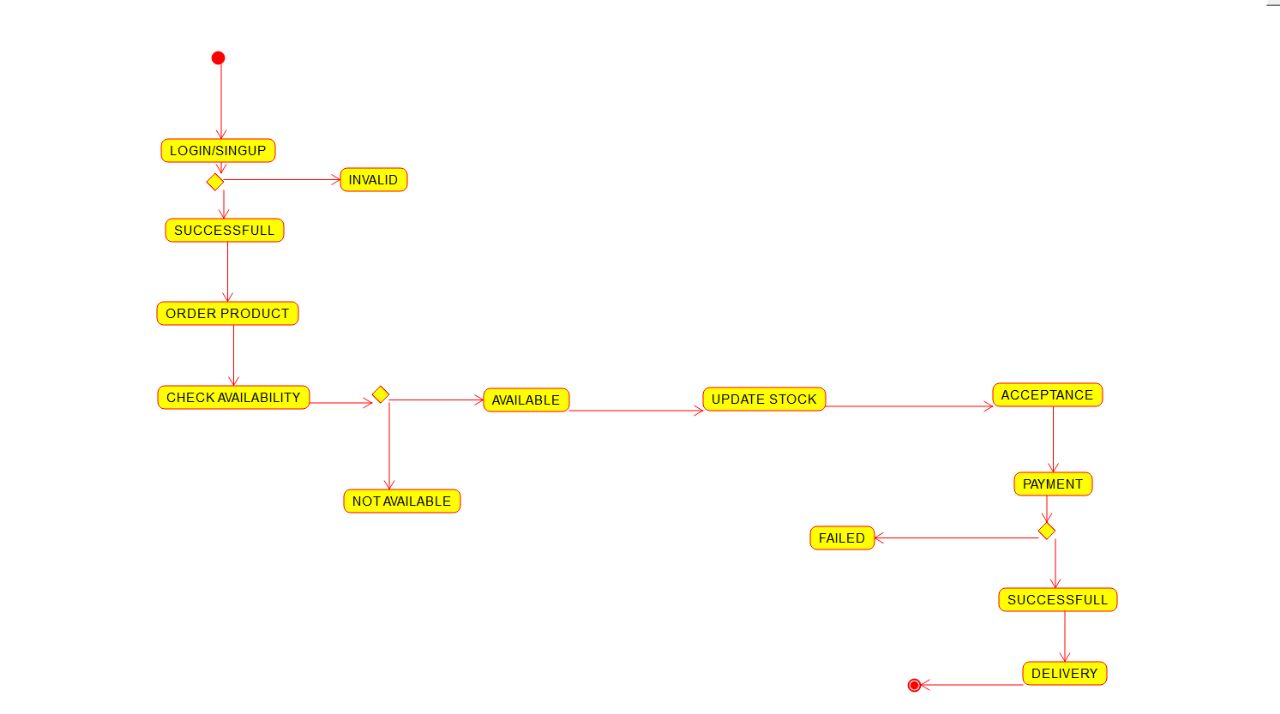 LOGIN/SINGUP
INVALID
SUCCESSFULL
ORDER PRODUCT
CHECK AVAILABILITY
AVAILABLE
UPDATE STOCK
ACCEPTANCE
NOT AVAILABLE
PAYMENT
FAILED
SUCCESSFULL
DELIVERY